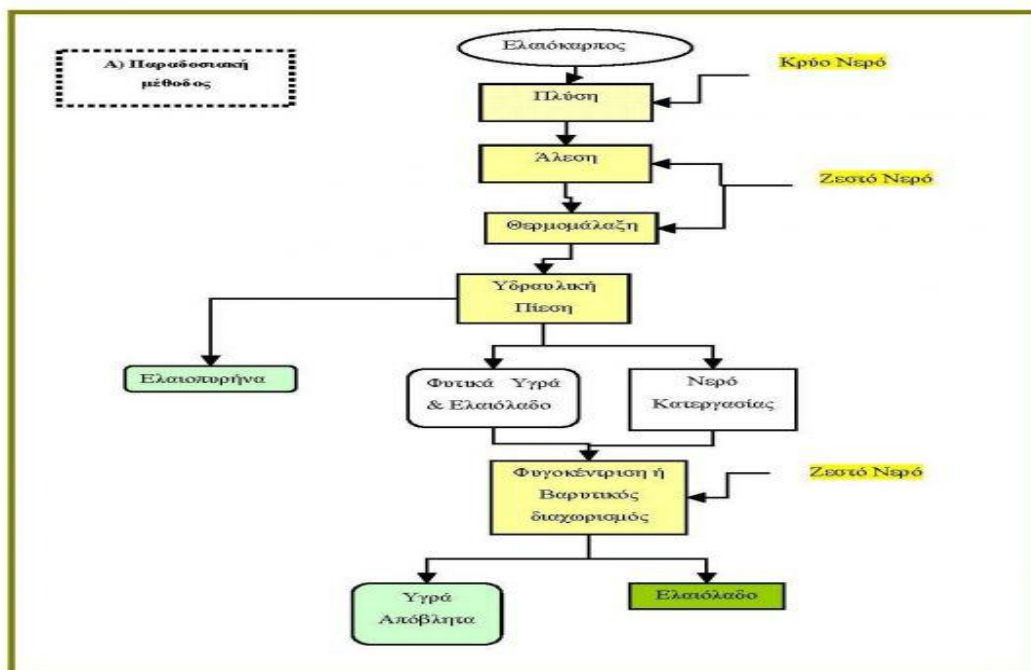 Α) Παραδοσιακή
μέθοδος
Ελαιόκαρπος
Κρύο Νερό
Πλύση
Άλεση
Ζεστό Νερό
Θερμομάλαξη
Υδραυλική
Πίεση
Ελαιοπυρήνα
Φυτικά Υγρά
& Ελαιόλαδο
Νερό
Κατεργασίας
Φυγοκέντριση ή
Βαρυτικός
διαχωρισμός
Ζεστό Νερό
Υγρά
Απόβλητα
Ελαιόλαδο